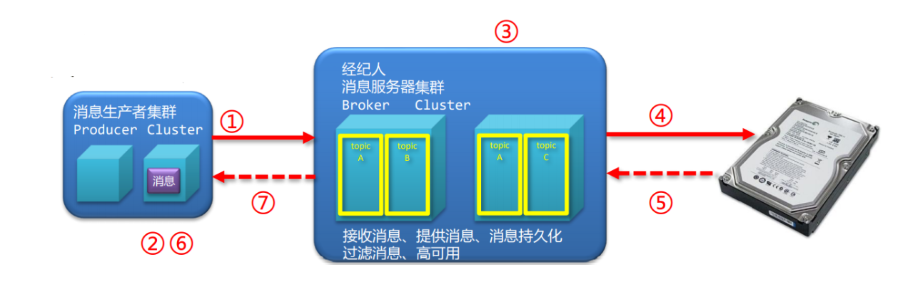 ③
经纪人
消息服务器集群
Broker Cluster
消息生产者集群
Producer Cluster
①
④
topic
A
topic
B
topic
A
topic
C
消息
⑦
⑤
接收消息、提供消息、消息持久化
过滤消息、高可用
②⑥